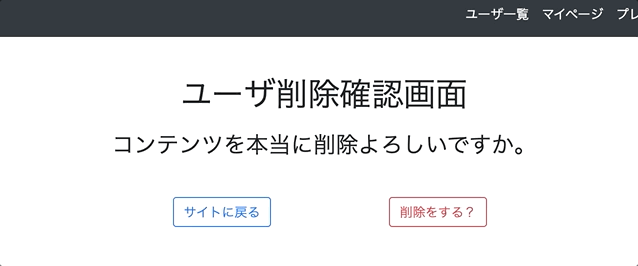 ユーザ一覧 マイページ プレ
ユーザ削除確認画面
コンテンツを本当に削除よろしいですか。
サイトに戻る 削除をする？